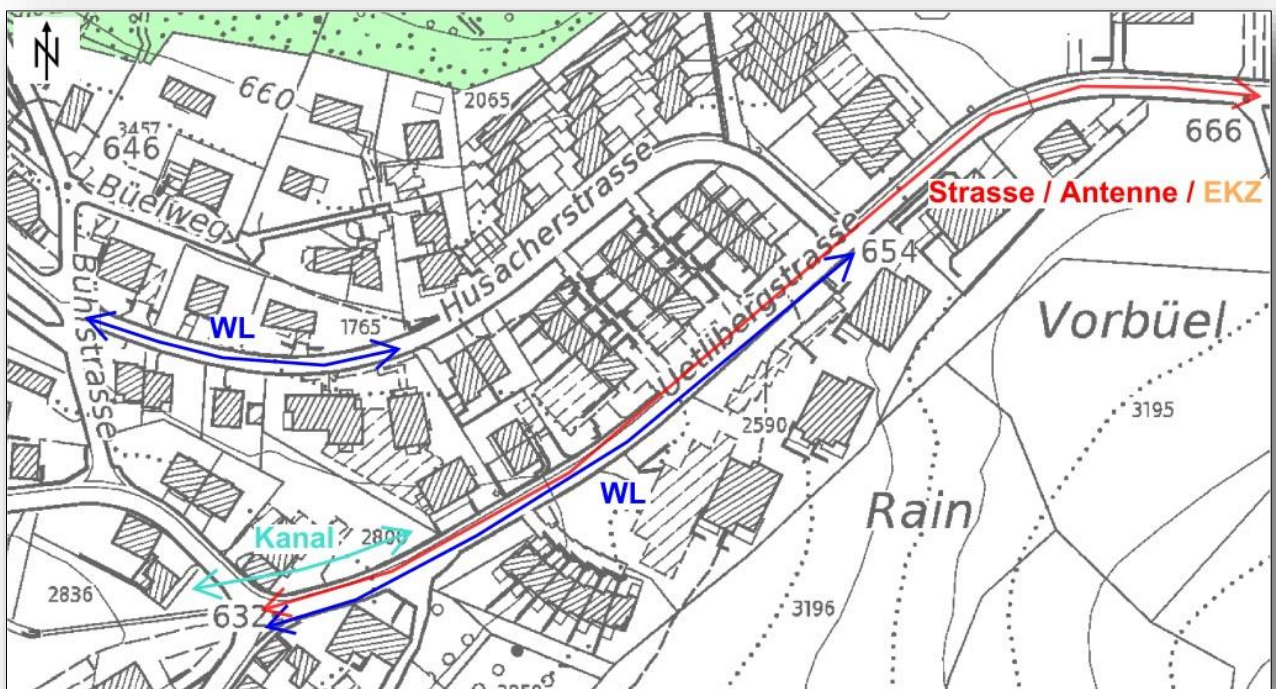 N
2065
660
3457
646
666
Büelweg
Husacherstrasse
Strasse / Antenne / EKZ
654
Bühlstrasse
Uetlibergstrasse
Vorbüel
WL
1765
3195
2590
WL
Rain
Kanal
2808
2836
632
3196